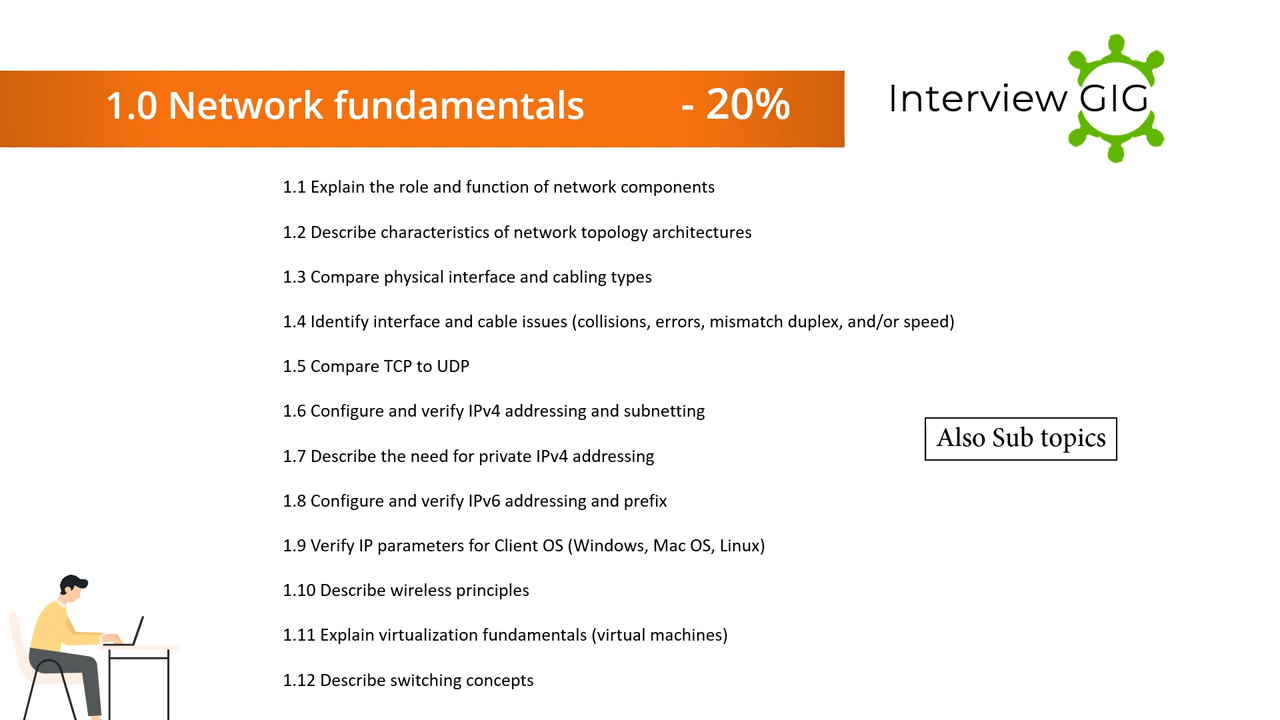 1.0 Network fundamentals - 20%
Interview GIG
1.1 Explain the role and function of network components
1.2 Describe characteristics of network topology architectures
1.3 Compare physical interface and cabling types
1.4 Identify interface and cable issues (collisions, errors, mismatch duplex, and/or speed)
1.5 Compare TCP to UDP
1.6 Configure and verify IPv4 addressing and subnetting
Also Sub topics
1.7 Describe the need for private IPv4 addressing
1.8 Configure and verify IPv6 addressing and prefix
1.9 Verify IP parameters for Client OS (Windows, Mac OS, Linux)
1.10 Describe wireless principles
1.11 Explain virtualization fundamentals (virtual machines)
1.12 Describe switching concepts